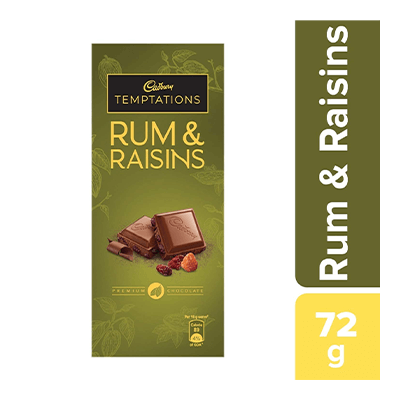 Cadbury
TEMPTATIONS
RUM &
RAISINS
PREMIUM CHOCOLATE
Rum & Raisins
72
g